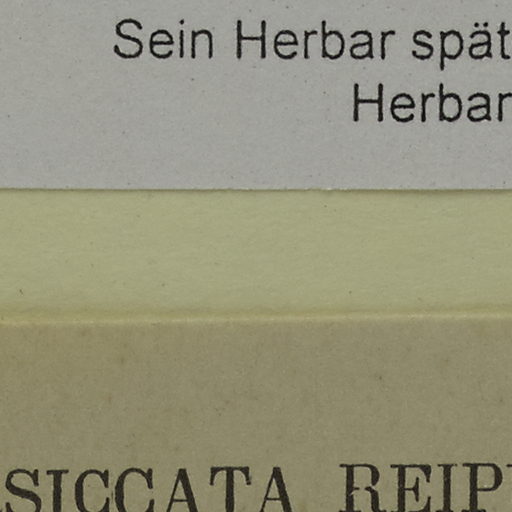 Sein Herbar spät
Herbar
SICCATA REIP